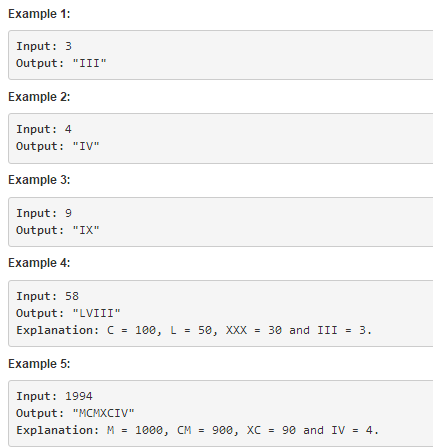 Example 1:
Input: 3
Output: "III"
Example 2:
Input: 4
Output: "IV"
Example 3:
Input: 9
Output: "IX"
Example 4:
Input: 58
Output: "LVIII"
Explanation: C = 100, L = 50, XXX = 30 and III = 3.
Example 5:
Input: 1994
Output: "MCMXCIV"
Explanation: M = 1000, CM = 900, XC = 90 and IV = 4.